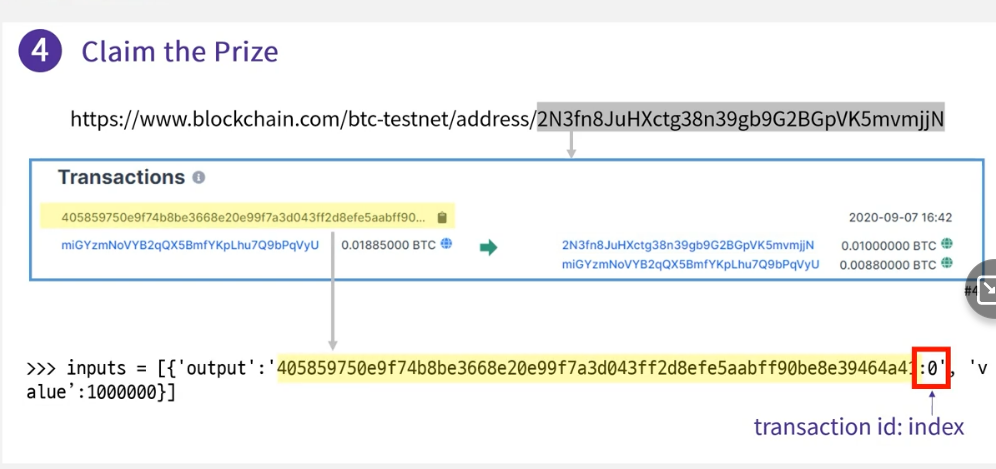 4 Claim the Prize
https://www.blockchain.com/btc-testnet/address/2N3fn8JuHXctg38n39gb9G2BGpVK5mvmjjN
Transactions
405859750e9f74b8be3668e20e99f7a3d043ff2d8efe5aabff90... 2020-09-07 16:42
miGYzmNoVYB2qQX5BmfYKpLhu7Q9bPqVyU 0.01885000 BTC 2N3fn8JuHXctg38n39gb9G2BGpVK5mvmjjN 0.01000000 BTC
miGYzmNoVYB2qQX5BmfYKpLhu7Q9bPqVyU 0.00880000 BTC
#4
>>> inputs = [{'output':'405859750e9f74b8be3668e20e99f7a3d043ff2d8efe5aabff90be8e39464a41:0', 'v
alue’:1000000}]
transaction id: index